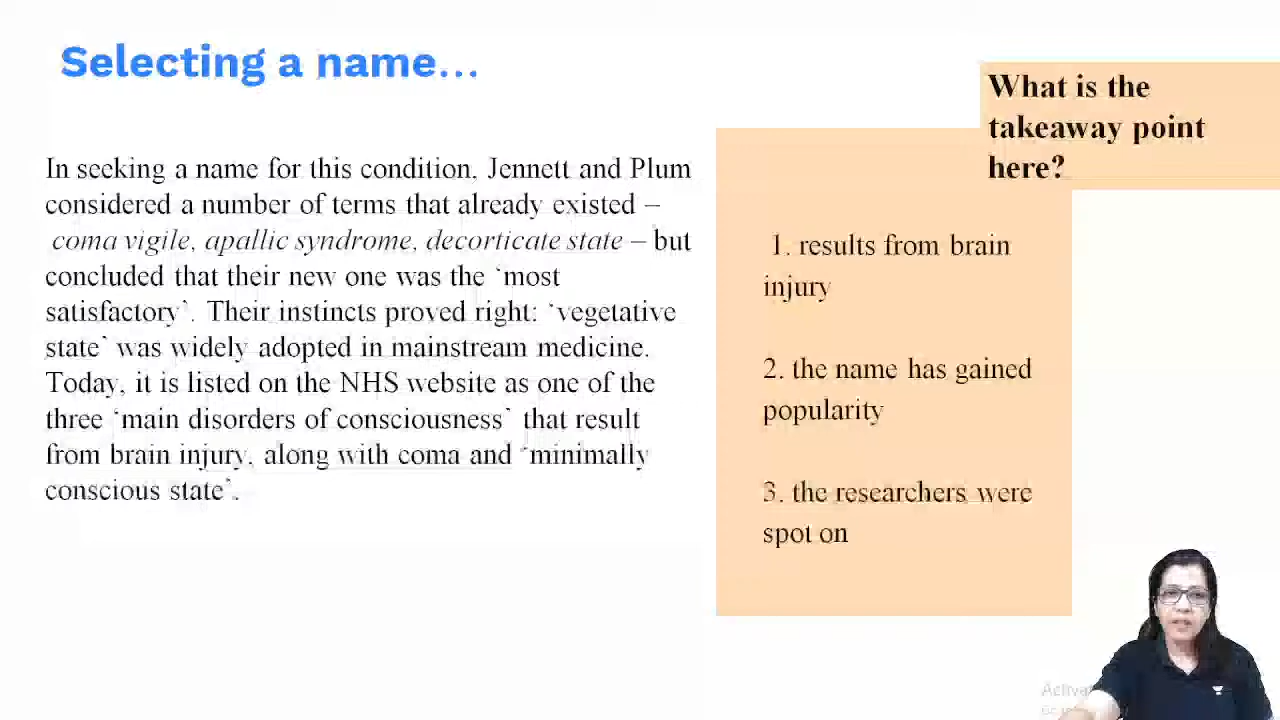 Selecting a name...
In seeking a name for this condition, Jennett and Plum
considered a number of terms that already existed –
coma vigile, apallic syndrome, decorticate state – but
concluded that their new one was the ‘most
satisfactory’. Their instincts proved right: ‘vegetative
state’ was widely adopted in mainstream medicine.
Today, it is listed on the NHS website as one of the
three ‘main disorders of consciousness’ that result
from brain injury, along with coma and ‘minimally
conscious state’.
What is the
takeaway point
here?
1. results from brain
injury
2. the name has gained
popularity
3. the researchers were
spot on